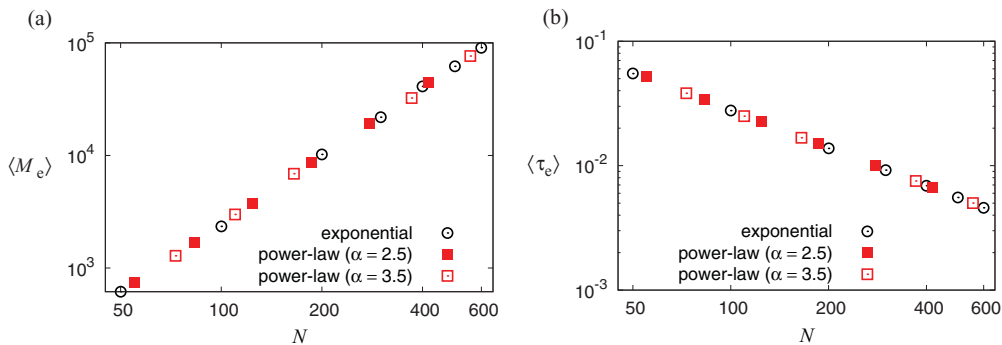 (a)
10^5
10^4
10^3
⟨M_e⟩
50 100 200 400 600
N
exponential
power-law (α = 2.5)
power-law (α = 3.5)
(b)
10^-1
10^-2
10^-3
⟨τ_e⟩
50 100 200 400 600
N
exponential
power-law (α = 2.5)
power-law (α = 3.5)